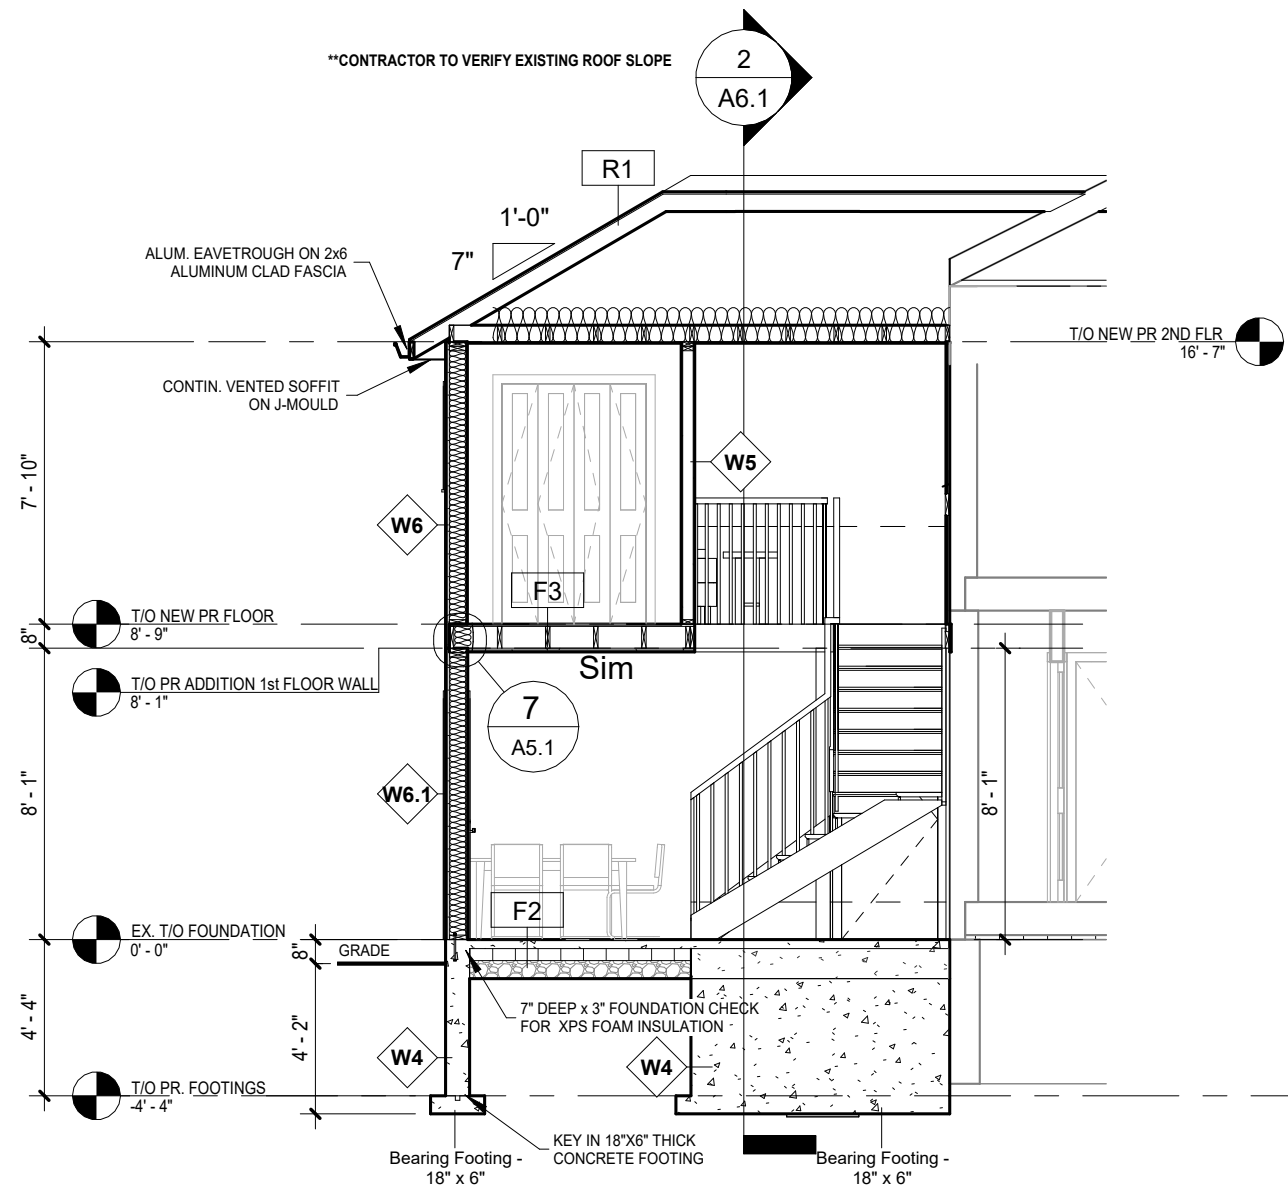 **CONTRACTOR TO VERIFY EXISTING ROOF SLOPE
2
A6.1
R1
1'-0"
7"
ALUM. EAVETROUGH ON 2x6
ALUMINUM CLAD FASCIA
T/O NEW PR 2ND FLR
16' - 7"
CONTIN. VENTED SOFFIT
ON J-MOULD
7' - 10"
W5
W6
F3
T/O NEW PR FLOOR
8' - 9"
8"
Sim
T/O PR ADDITION 1st FLOOR WALL
8' - 1"
7
A5.1
8' - 1"
W6.1
8' - 1"
F2
EX. T/O FOUNDATION
0' - 0"
GRADE
8"
7" DEEP x 3" FOUNDATION CHECK
FOR XPS FOAM INSULATION
4' - 4"
4' - 2"
W4
W4
T/O PR. FOOTINGS
-4' - 4"
KEY IN 18"X6" THICK
CONCRETE FOOTING
Bearing Footing -
18" x 6"
Bearing Footing -
18" x 6"